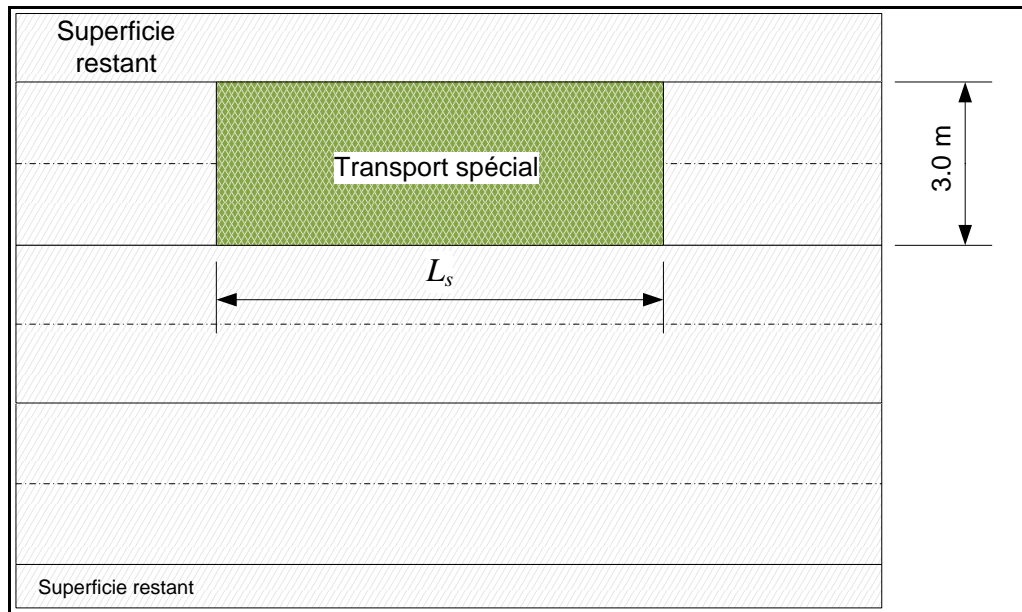 Superficie
restant
Transport spécial
3.0 m
Ls
Superficie restant